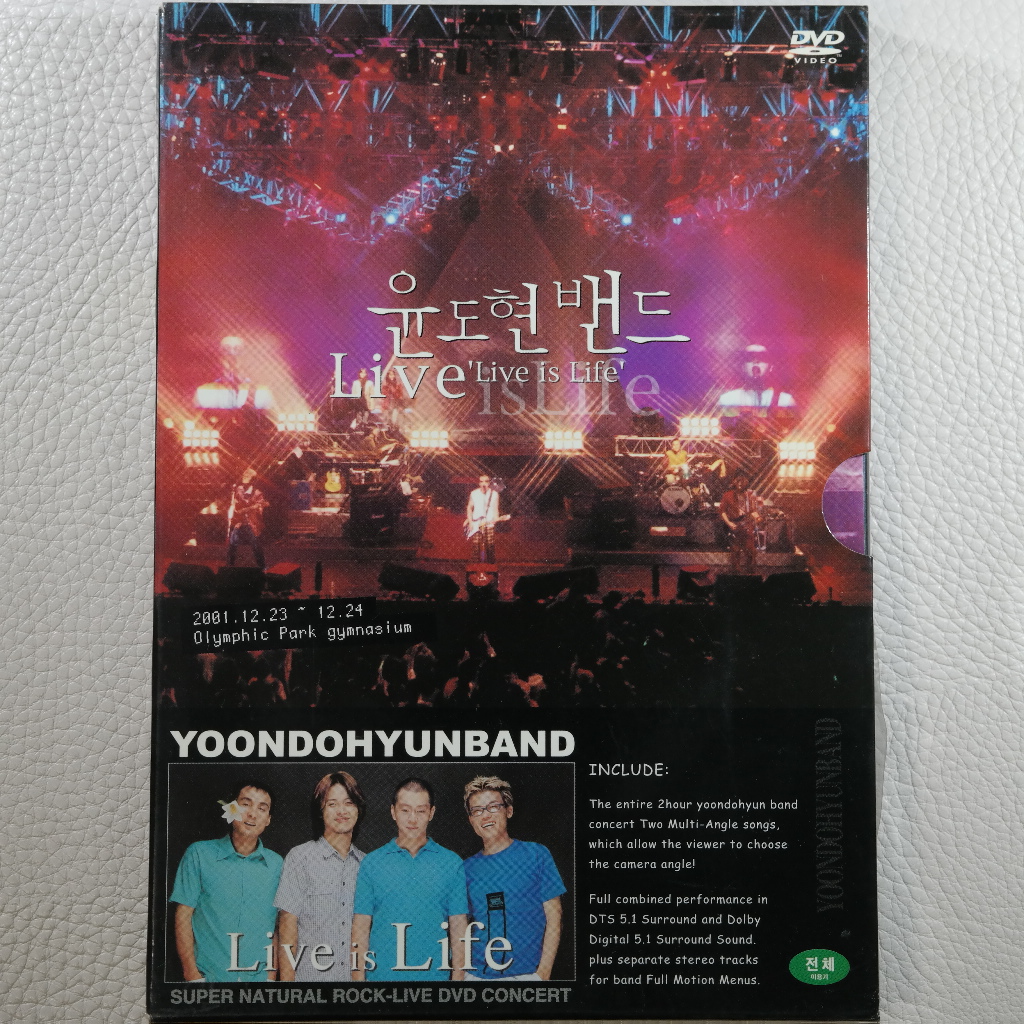 DVD
VIDEO
윤도현 밴드
Live 'Live is Life'
isLife
2001.12.23 ~ 12.24
Olymphic Park gymnasium
YOONDOHYUNBAND
Live is Life
SUPER NATURAL ROCK-LIVE DVD CONCERT
INCLUDE:
The entire 2hour yoondohyun band
concert Two Multi-Angle songs,
which allow the viewer to choose
the camera angle!
Full combined performance in
DTS 5.1 Surround and Dolby
Digital 5.1 Surround Sound.
plus separate stereo tracks
for band Full Motion Menus.
YOONDOHYUNBAND
전체